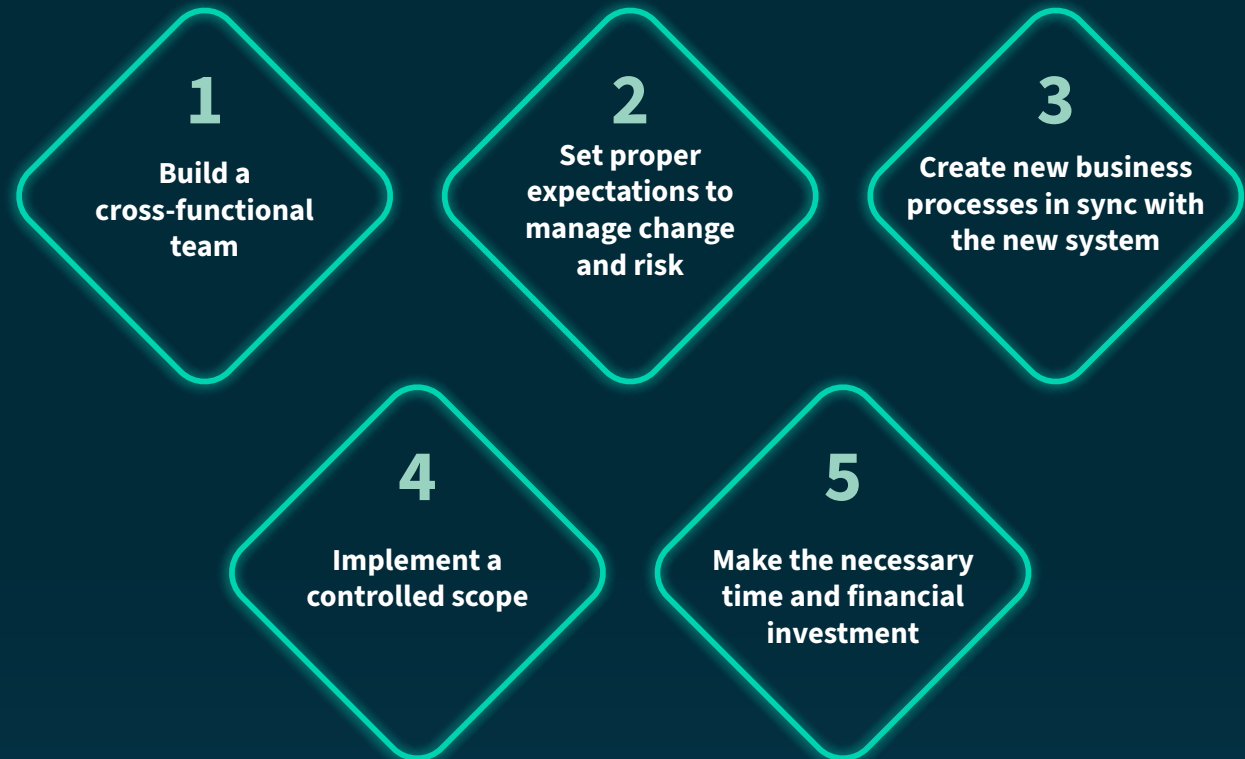 1
Build a
cross-functional
team
2
Set proper
expectations to
manage change
and risk
3
Create new business
processes in sync with
the new system
4
Implement a
controlled scope
5
Make the necessary
time and financial
investment